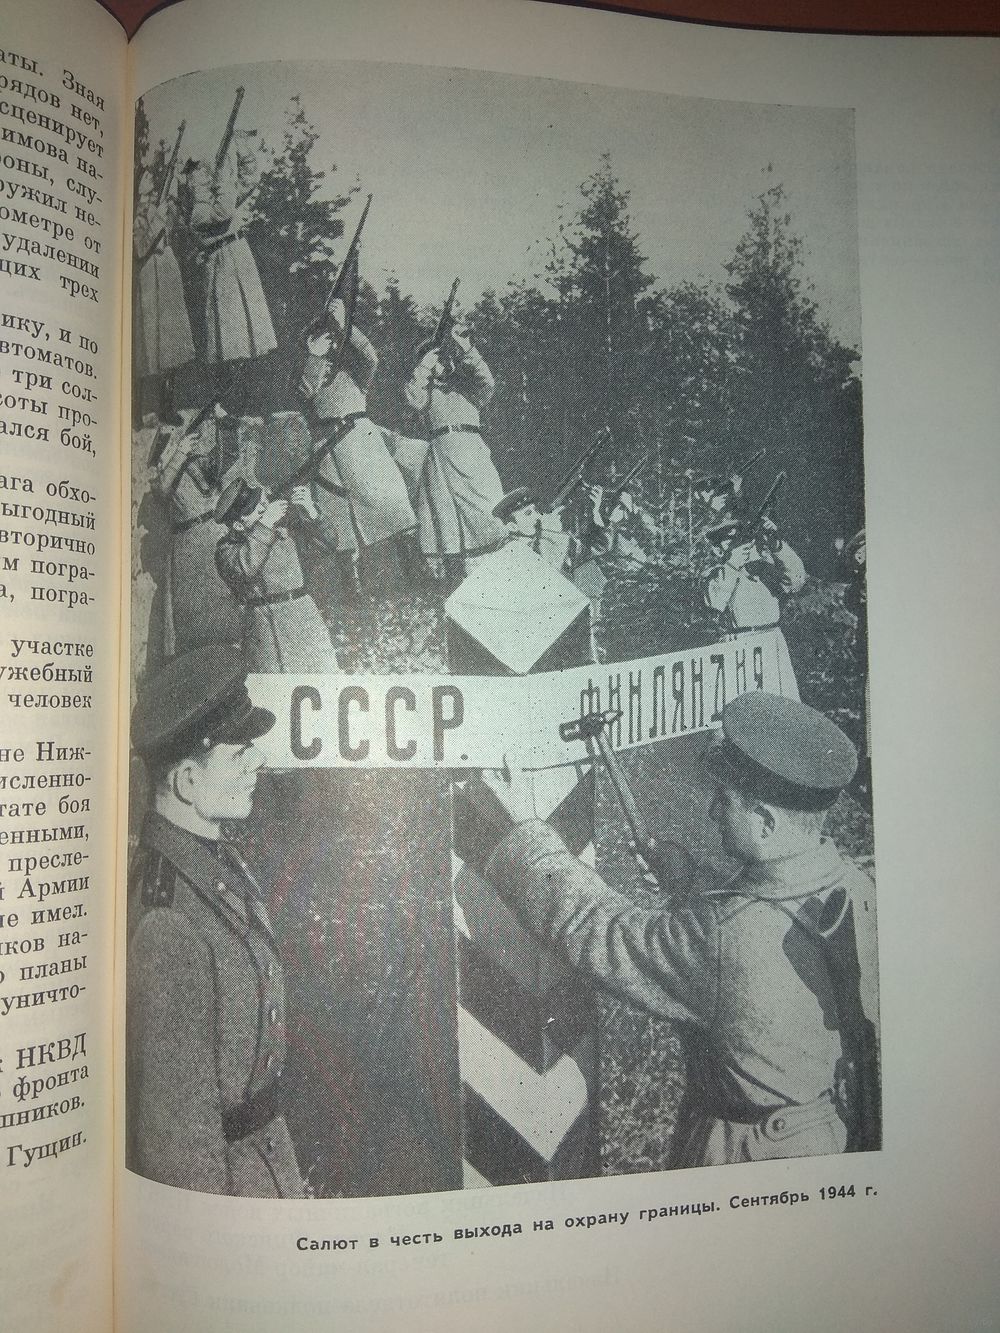 аты. Зная
рядов нет,
сценирует
имова на-
роны, слу-
ружил не-
ометре от
удалении
щих трех
ику, и по
втоматов.
три сол-
соты про-
ался бой,
ага обхо-
выгодный
вторично
м погра-
а, погра-
участке
ужебный
человек
не Ниж-
исленно-
тате боя
енными,
пресле-
й Армии
не имел.
иков на-
о планы
уничто-
НКВД
фронта
пников.
Гущин.
СССР. ФИНЛЯНДИЯ
Салют в честь выхода на охрану границы. Сентябрь 1944 г.